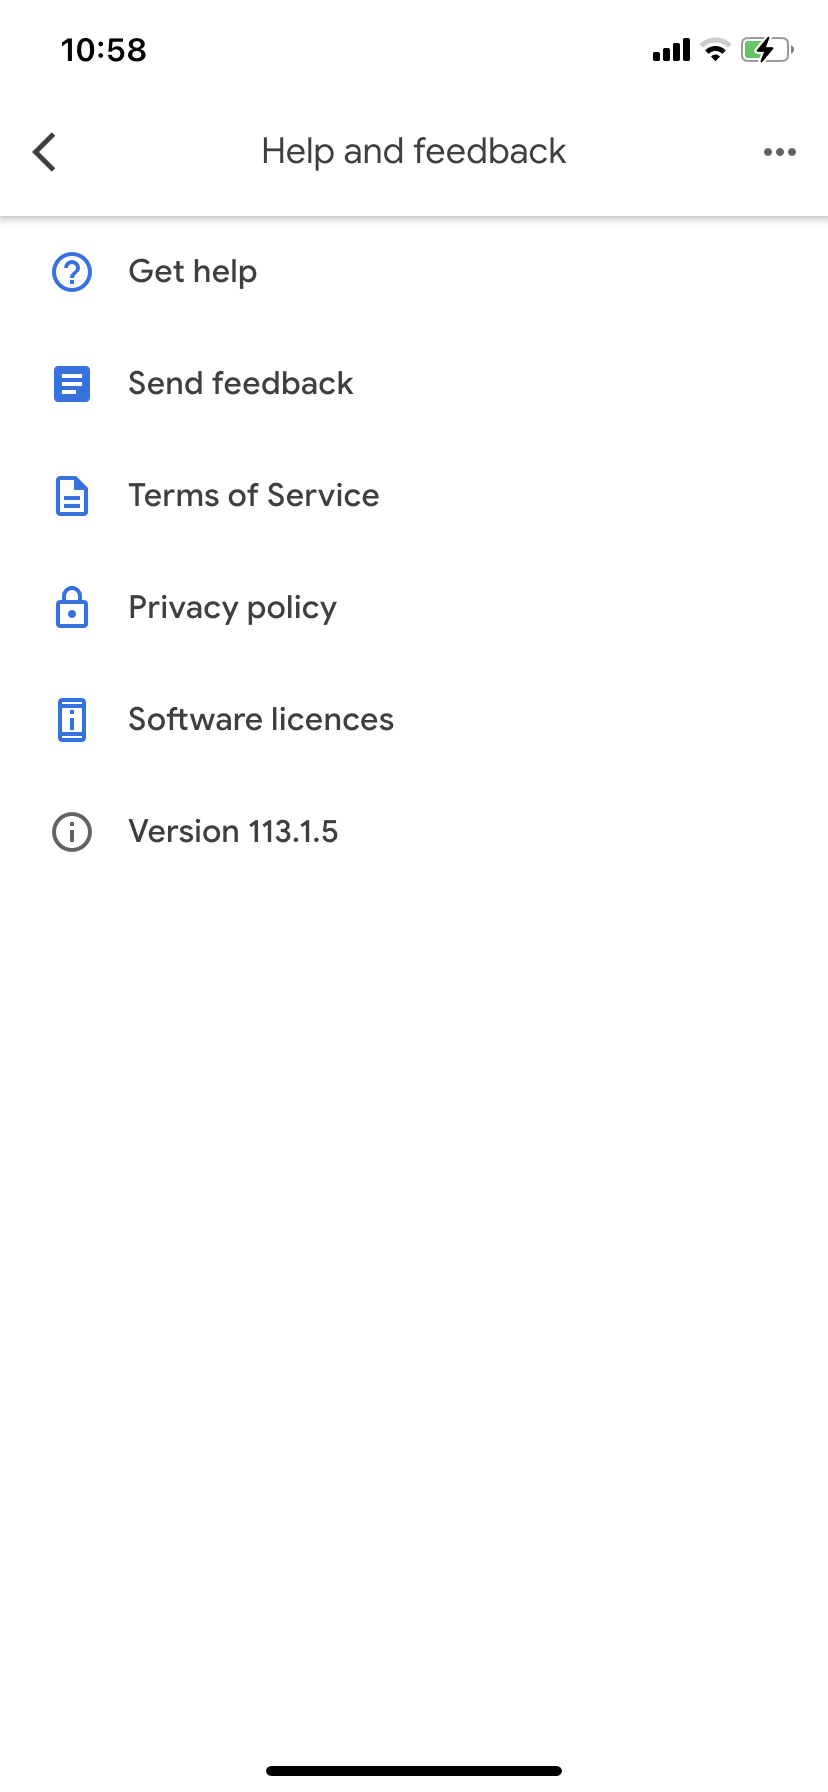 10:58
Help and feedback
Get help
Send feedback
Terms of Service
Privacy policy
Software licences
Version 113.1.5